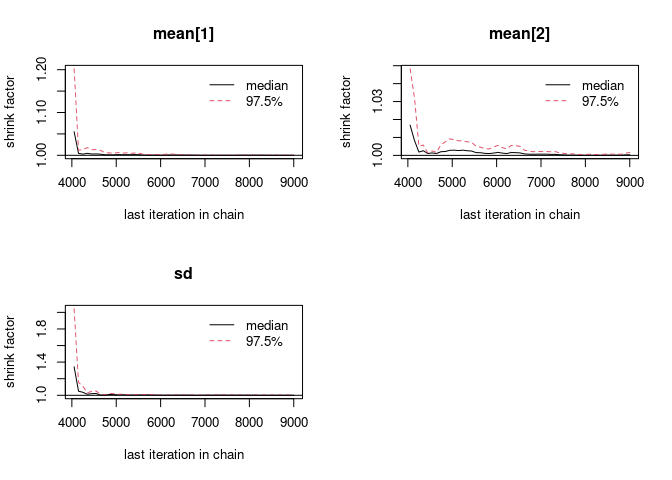 mean[1]
shrink factor
1.00 1.10 1.20
median
97.5%
4000 5000 6000 7000 8000 9000
last iteration in chain
mean[2]
shrink factor
1.00 1.03
median
97.5%
4000 5000 6000 7000 8000 9000
last iteration in chain
sd
shrink factor
1.0 1.4 1.8
median
97.5%
4000 5000 6000 7000 8000 9000
last iteration in chain